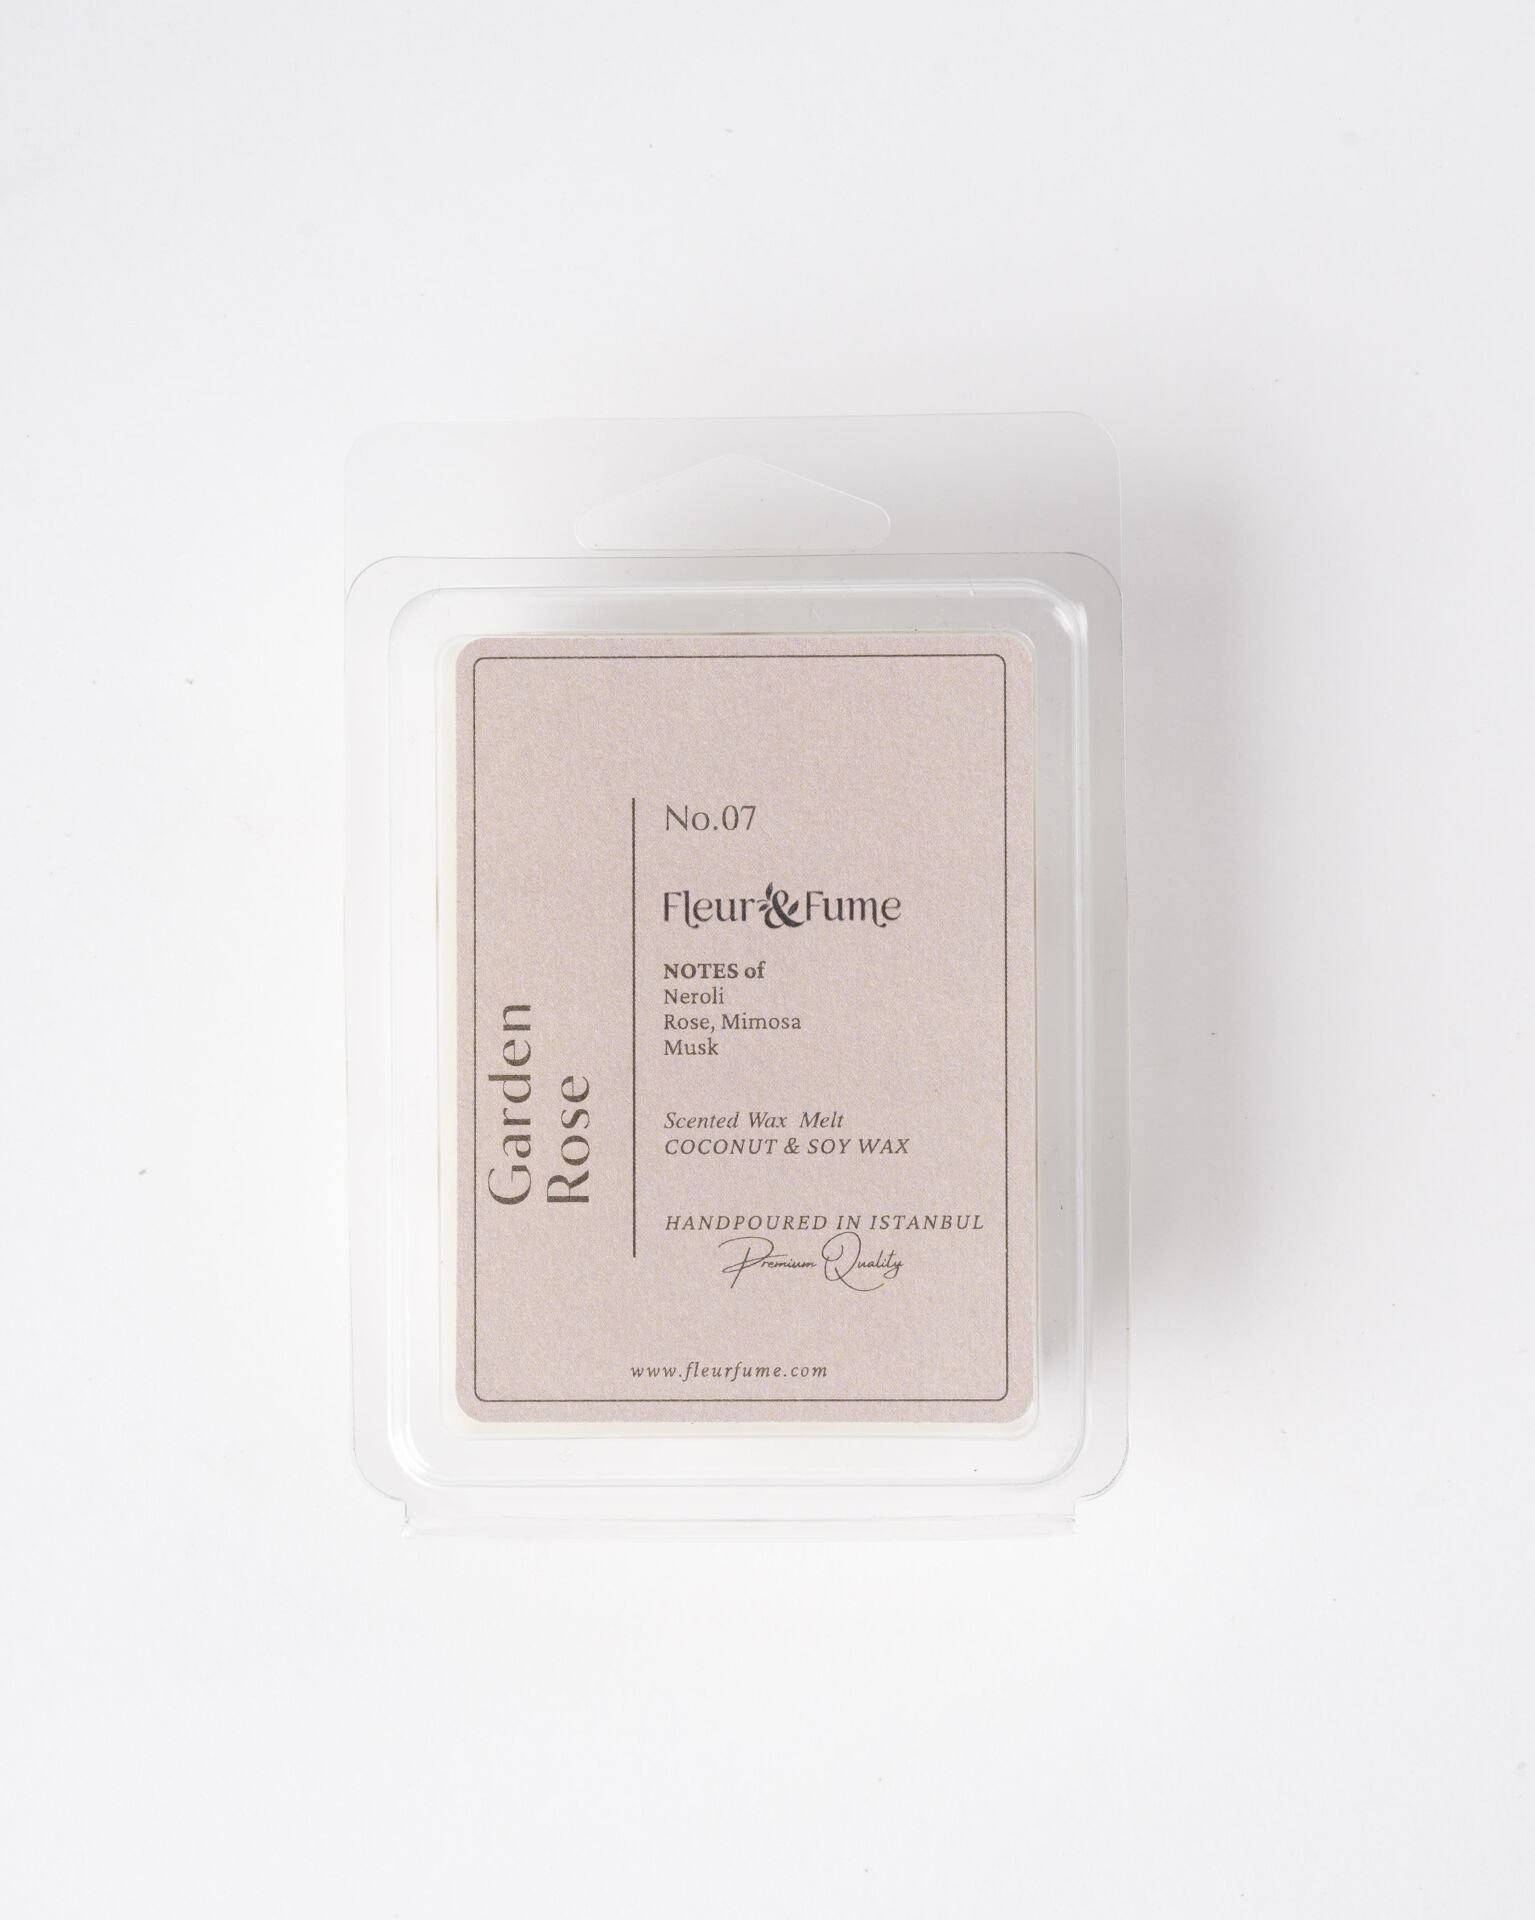 No.07
Fleur & Fume
NOTES of
Neroli
Rose, Mimosa
Musk
Scented Wax Melt
COCONUT & SOY WAX
HANDPOURED IN ISTANBUL
Premium Quality
Garden
Rose
www.fleurfume.com